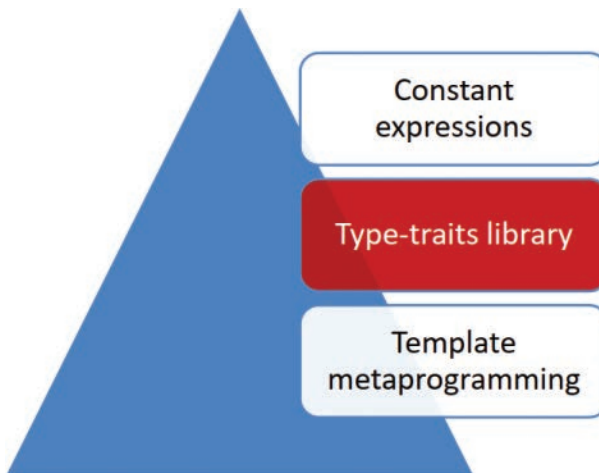 Constant
expressions
Type-traits library
Template
metaprogramming